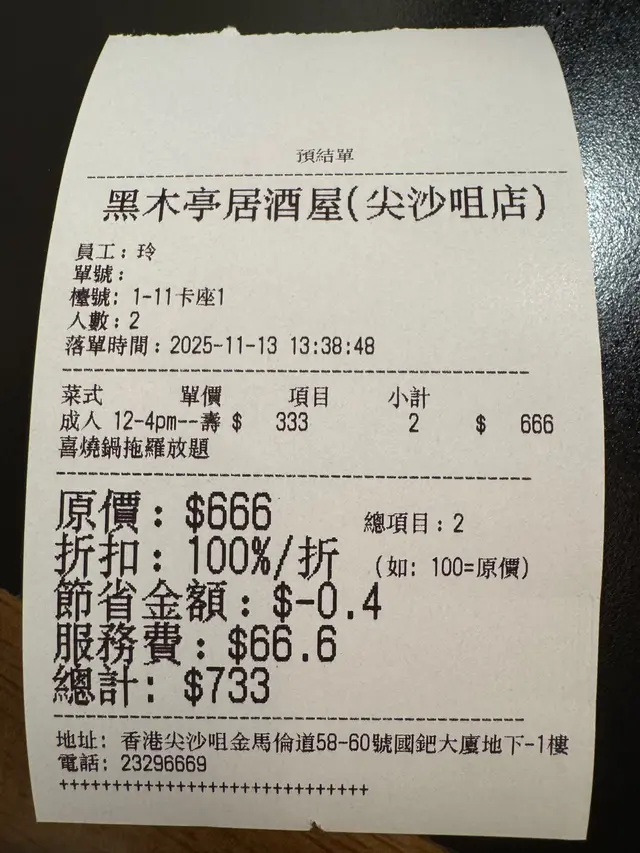 預結單
黑木亭居酒屋(尖沙咀店)
員工：玲
單號：
檯號: 1-11卡座1
人數：2
落單時間：2025-11-13 13:38:48
菜式 單價 項目 小計
成人 12-4pm--壽 $ 333 2 $ 666
喜燒鍋拖羅放題
原價：$666 總項目：2
折扣：100%/折 (如: 100=原價)
節省金額：$-0.4
服務費：$66.6
總計: $733
地址: 香港尖沙咀金馬倫道58-60號國鈀大廈地下-1樓
電話: 23296669
++++++++++++++++++++++++++++